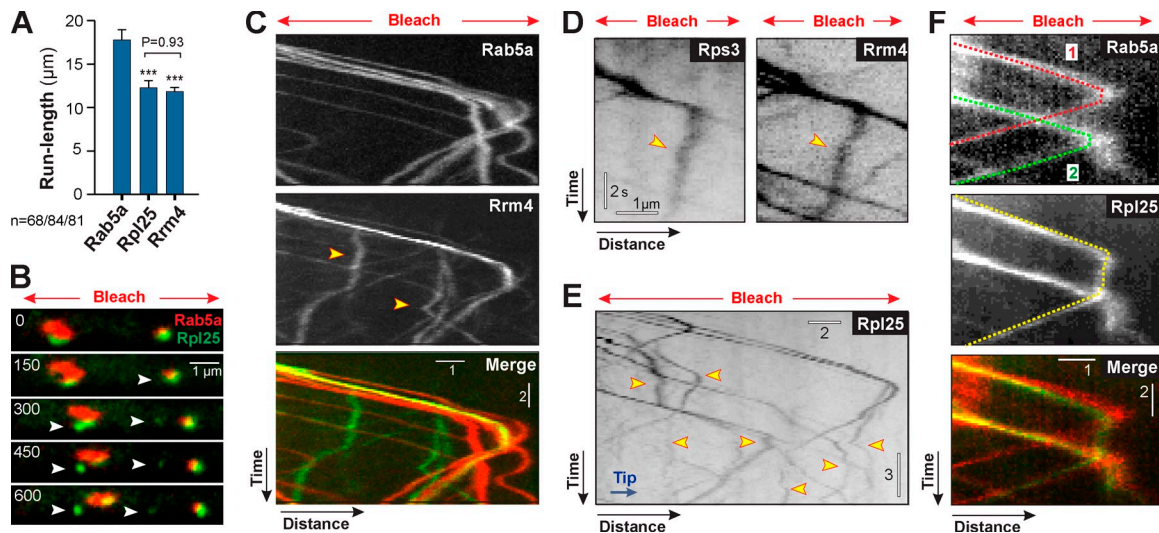 A
Run-length (µm)
20
15
10
5
0
P=0.93
***
***
n=68/84/81
Rab5a
Rpl25
Rrm4
B
Bleach
0
Rab5a
Rpl25
150
1 µm
300
450
600
C
Bleach
Rab5a
Rrm4
Merge
1
2
Time
Distance
D
Bleach
Bleach
Rps3
Rrm4
2 s
1µm
Time
Distance
E
Bleach
Rpl25
2
3
Tip
Time
Distance
F
Bleach
Rab5a
1
2
Rpl25
Merge
1
2
Time
Distance